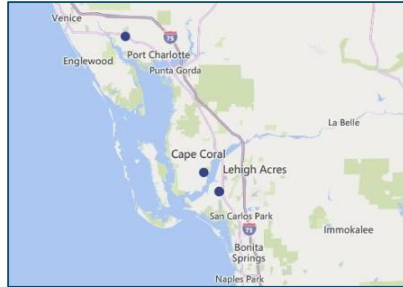 Venice
75
Englewood
Port Charlotte
Punta Gorda
La Belle
Cape Coral
Lehigh Acres
San Carlos Park
75
Immokalee
Bonita
Springs
Naples Park